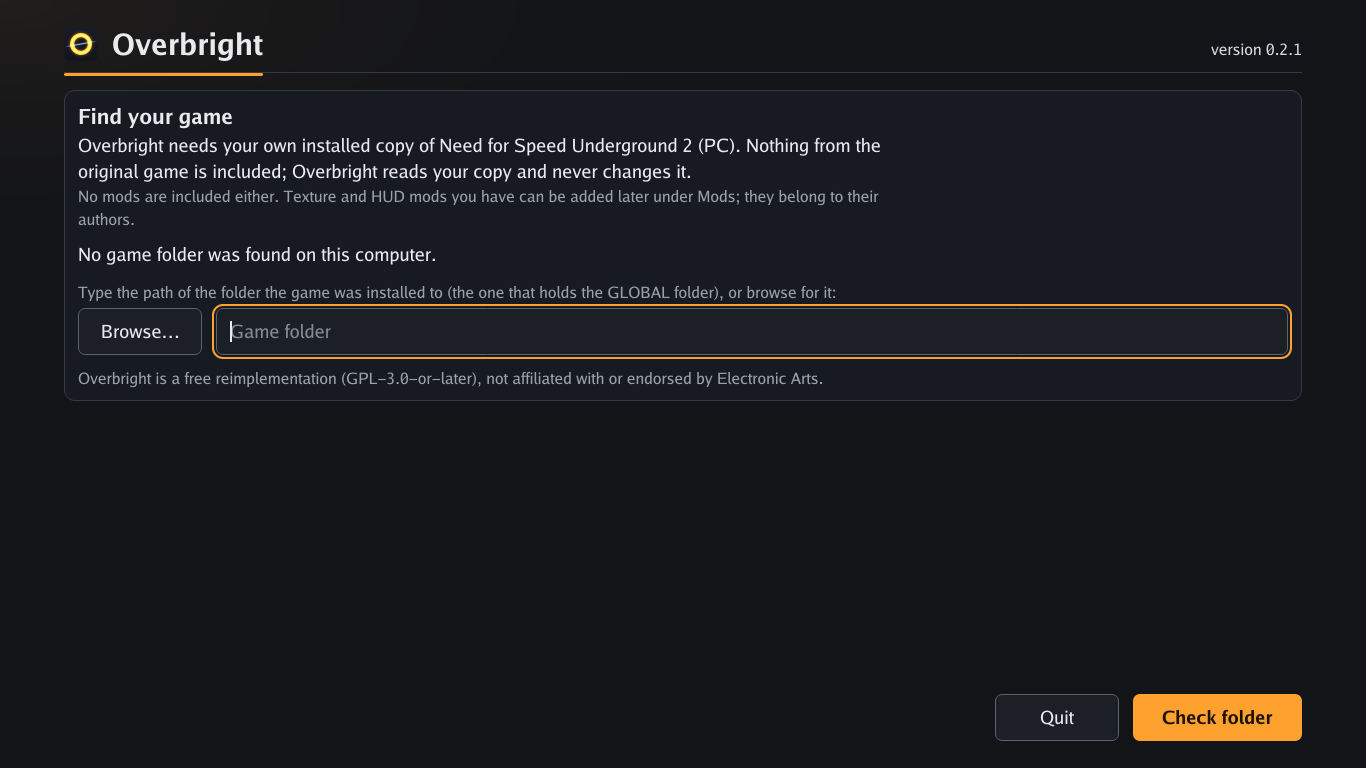 Overbright
version 0.2.1
Find your game
Overbright needs your own installed copy of Need for Speed Underground 2 (PC). Nothing from the
original game is included; Overbright reads your copy and never changes it.
No mods are included either. Texture and HUD mods you have can be added later under Mods; they belong to their
authors.
No game folder was found on this computer.
Type the path of the folder the game was installed to (the one that holds the GLOBAL folder), or browse for it:
Browse...
Game folder
Overbright is a free reimplementation (GPL-3.0-or-later), not affiliated with or endorsed by Electronic Arts.
Quit
Check folder